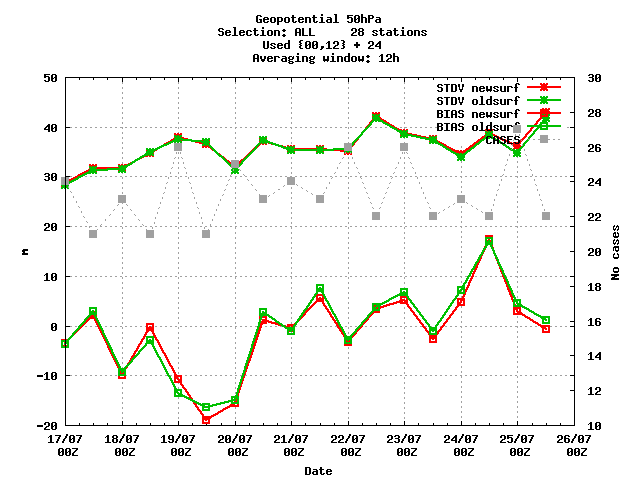 Geopotential 50hPa
Selection: ALL 28 stations
Used {00,12} + 24
Averaging window: 12h
50 30
STDV newsurf
STDV oldsurf 28
BIAS newsurf
40 BIAS oldsurf
CASES 26
30 24
22
20
m No cases
20
10 18
0 16
14
-10 12
-20 10
17/07 18/07 19/07 20/07 21/07 22/07 23/07 24/07 25/07 26/07
00Z 00Z 00Z 00Z 00Z 00Z 00Z 00Z 00Z 00Z
Date